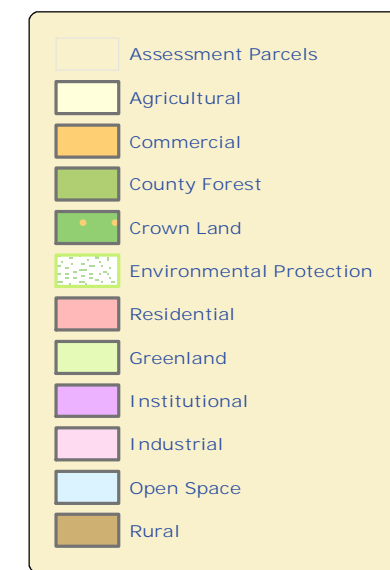 Assessment Parcels
Agricultural
Commercial
County Forest
Crown Land
Environmental Protection
Residential
Greenland
Institutional
Industrial
Open Space
Rural